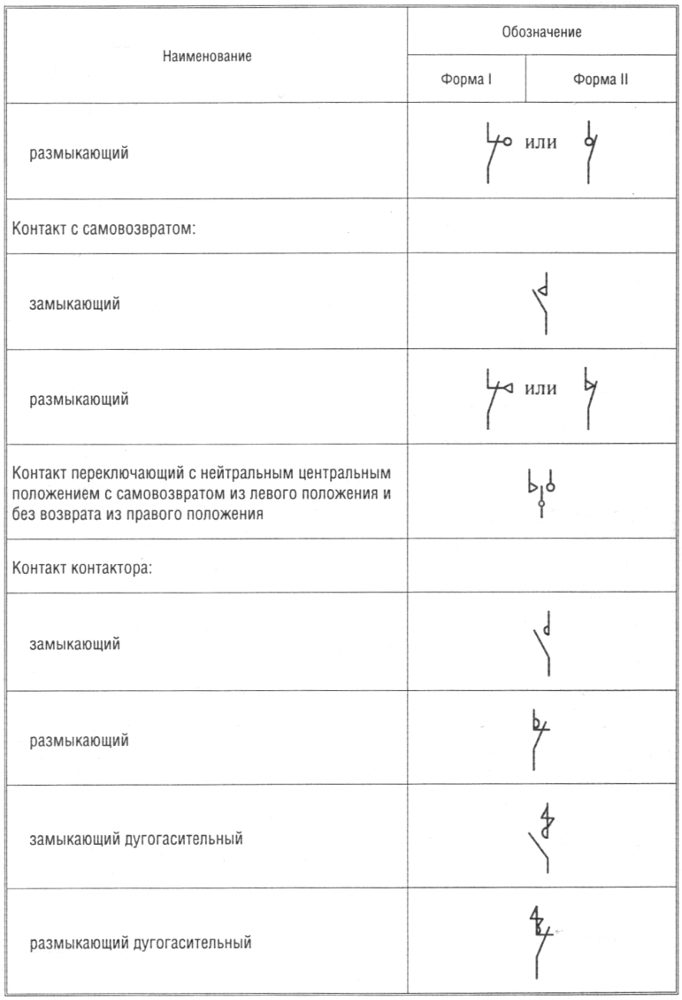 Наименование
Обозначение
Форма I
Форма II
размыкающий
или
Контакт с самовозвратом:
замыкающий
размыкающий
или
Контакт переключающий с нейтральным центральным
положением с самовозвратом из левого положения и
без возврата из правого положения
Контакт контактора:
замыкающий
размыкающий
замыкающий дугогасительный
размыкающий дугогасительный